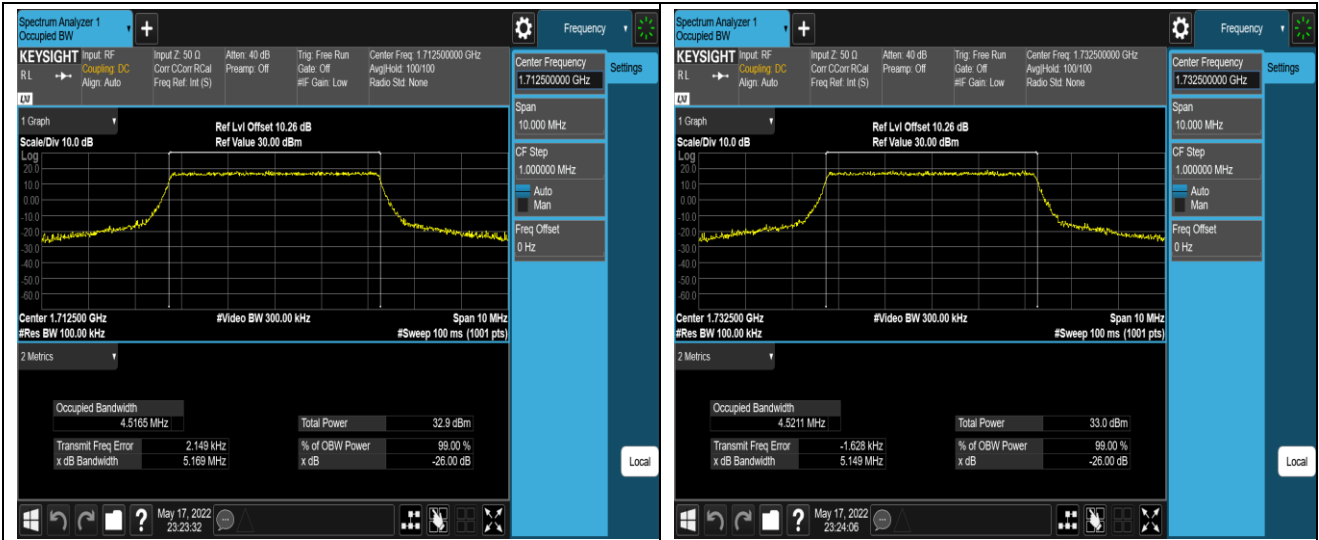 Spectrum Analyzer 1
Occupied BW
+
Frequency
KEYSIGHT Input: RF Input Z: 50 Ω Atten: 40 dB Trig: Free Run Center Freq: 1.712500000 GHz
RL Coupling: DC Corr CCorr RCal Preamp: Off Gate: Off Avg|Hold: 100/100
Align: Auto Freq Ref: Int (S) #IF Gain: Low Radio Std: None
LXI
Center Frequency
1.712500000 GHz
Settings
Span
10.000 MHz
CF Step
1.000000 MHz
Auto
Man
Freq Offset
0 Hz
1 Graph
Ref Lvl Offset 10.26 dB
Scale/Div 10.0 dB Ref Value 30.00 dBm
Log
20.0
10.0
0.00
-10.0
-20.0
-30.0
-40.0
-50.0
-60.0
Center 1.712500 GHz #Video BW 300.00 kHz Span 10 MHz
#Res BW 100.00 kHz #Sweep 100 ms (1001 pts)
2 Metrics
Occupied Bandwidth
4.5165 MHz Total Power 32.9 dBm
Transmit Freq Error 2.149 kHz % of OBW Power 99.00 %
x dB Bandwidth 5.169 MHz x dB -26.00 dB
Local
? May 17, 2022
23:23:32
Spectrum Analyzer 1
Occupied BW
+
Frequency
KEYSIGHT Input: RF Input Z: 50 Ω Atten: 40 dB Trig: Free Run Center Freq: 1.732500000 GHz
RL Coupling: DC Corr CCorr RCal Preamp: Off Gate: Off Avg|Hold: 100/100
Align: Auto Freq Ref: Int (S) #IF Gain: Low Radio Std: None
LXI
Center Frequency
1.732500000 GHz
Settings
Span
10.000 MHz
CF Step
1.000000 MHz
Auto
Man
Freq Offset
0 Hz
1 Graph
Ref Lvl Offset 10.26 dB
Scale/Div 10.0 dB Ref Value 30.00 dBm
Log
20.0
10.0
0.00
-10.0
-20.0
-30.0
-40.0
-50.0
-60.0
Center 1.732500 GHz #Video BW 300.00 kHz Span 10 MHz
#Res BW 100.00 kHz #Sweep 100 ms (1001 pts)
2 Metrics
Occupied Bandwidth
4.5211 MHz Total Power 33.0 dBm
Transmit Freq Error -1.628 kHz % of OBW Power 99.00 %
x dB Bandwidth 5.149 MHz x dB -26.00 dB
Local
? May 17, 2022
23:24:06